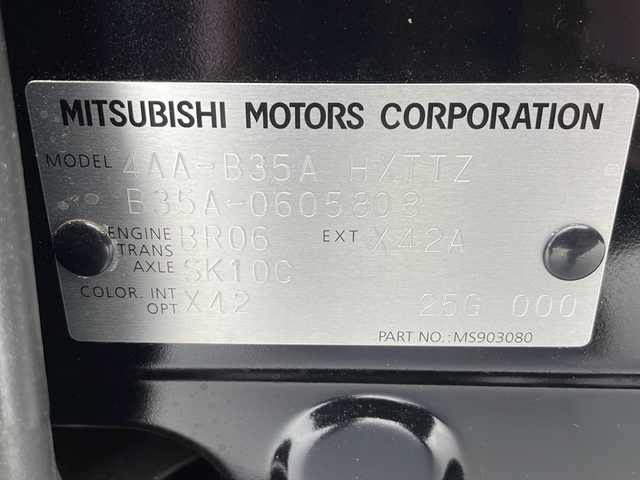 MITSUBISHI MOTORS CORPORATION
MODEL 4AA-B35A H/TTZ
B35A-0605808
ENGINE BR06 EXT X42A
TRANS
AXLE SK10C
COLOR. INT X42
OPT 25G 000
PART NO.:MS903080